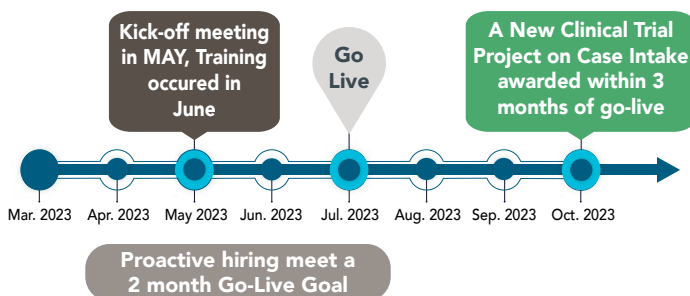 Kick-off meeting
in MAY, Training
occured in
June
Go
Live
A New Clinical Trial
Project on Case Intake
awarded within 3
months of go-live
Mar. 2023
Apr. 2023
May 2023
Jun. 2023
Jul. 2023
Aug. 2023
Sep. 2023
Oct. 2023
Proactive hiring meet a
2 month Go-Live Goal